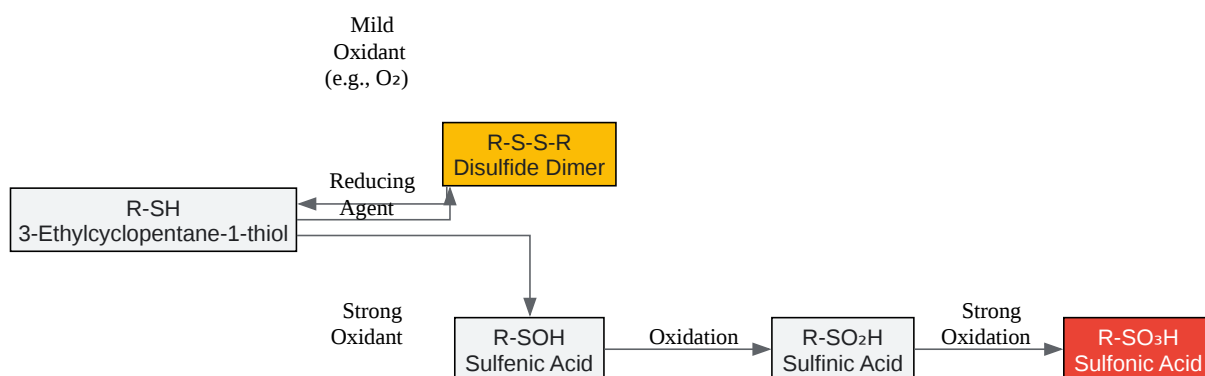 Mild
Oxidant
(e.g., O₂)
R-S-S-R
Disulfide Dimer
Reducing
Agent
R-SH
3-Ethylcyclopentane-1-thiol
Strong
Oxidant
R-SOH
Sulfenic Acid
Oxidation
R-SO₂H
Sulfinic Acid
Strong
Oxidation
R-SO₃H
Sulfonic Acid